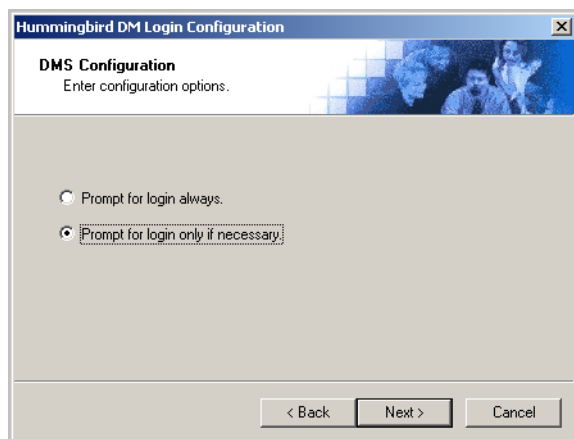 Hummingbird DM Login Configuration
DMS Configuration
Enter configuration options.
Prompt for login always.
Prompt for login only if necessary.
< Back Next > Cancel